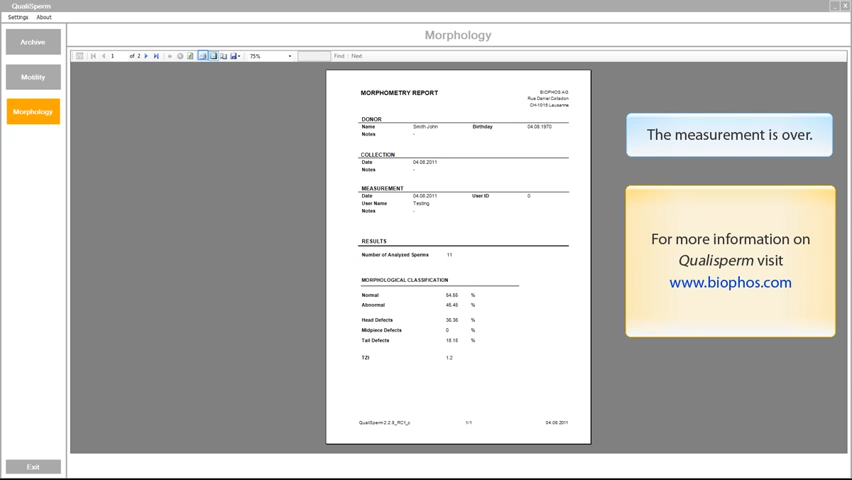 QualiSperm
Settings About
Archive
Motility
Morphology
Exit
Morphology
1 of 2 75% Find Next
MORPHOMETRY REPORT
BIOPHOS AG
Rue Daniel Colladon
CH-1015 Lausanne
DONOR
Name Smith John Birthday 04.08.1970
Notes -
COLLECTION
Date 04.08.2011
Notes -
MEASUREMENT
Date 04.08.2011 User ID 0
User Name Testing
Notes -
RESULTS
Number of Analyzed Sperms 11
MORPHOLOGICAL CLASSIFICATION
Normal 54.55 %
Abnormal 45.45 %
Head Defects 36.36 %
Midpiece Defects 0 %
Tail Defects 18.18 %
TZI 1.2
1/1 04.08.2011
The measurement is over.
For more information on
Qualisperm visit
www.biophos.com